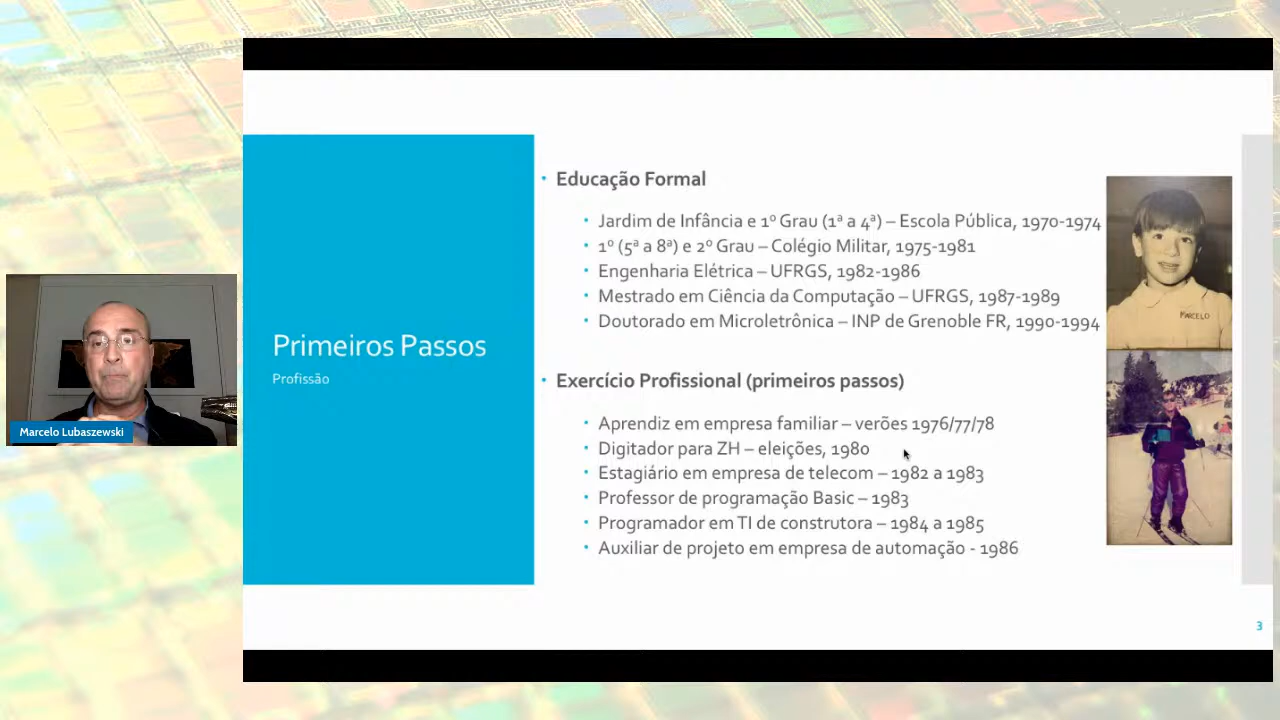 Primeiros Passos
Profissão
Educação Formal
Jardim de Infância e 1º Grau (1ª a 4ª) – Escola Pública, 1970-1974
1º (5ª a 8ª) e 2º Grau – Colégio Militar, 1975-1981
Engenharia Elétrica – UFRGS, 1982-1986
Mestrado em Ciência da Computação – UFRGS, 1987-1989
Doutorado em Microletrônica – INP de Grenoble FR, 1990-1994
Exercício Profissional (primeiros passos)
Aprendiz em empresa familiar – verões 1976/77/78
Digitador para ZH – eleições, 1980
Estagiário em empresa de telecom – 1982 a 1983
Professor de programação Basic – 1983
Programador em TI de construtora – 1984 a 1985
Auxiliar de projeto em empresa de automação - 1986
MARCELO
Marcelo Lubaszewski
3